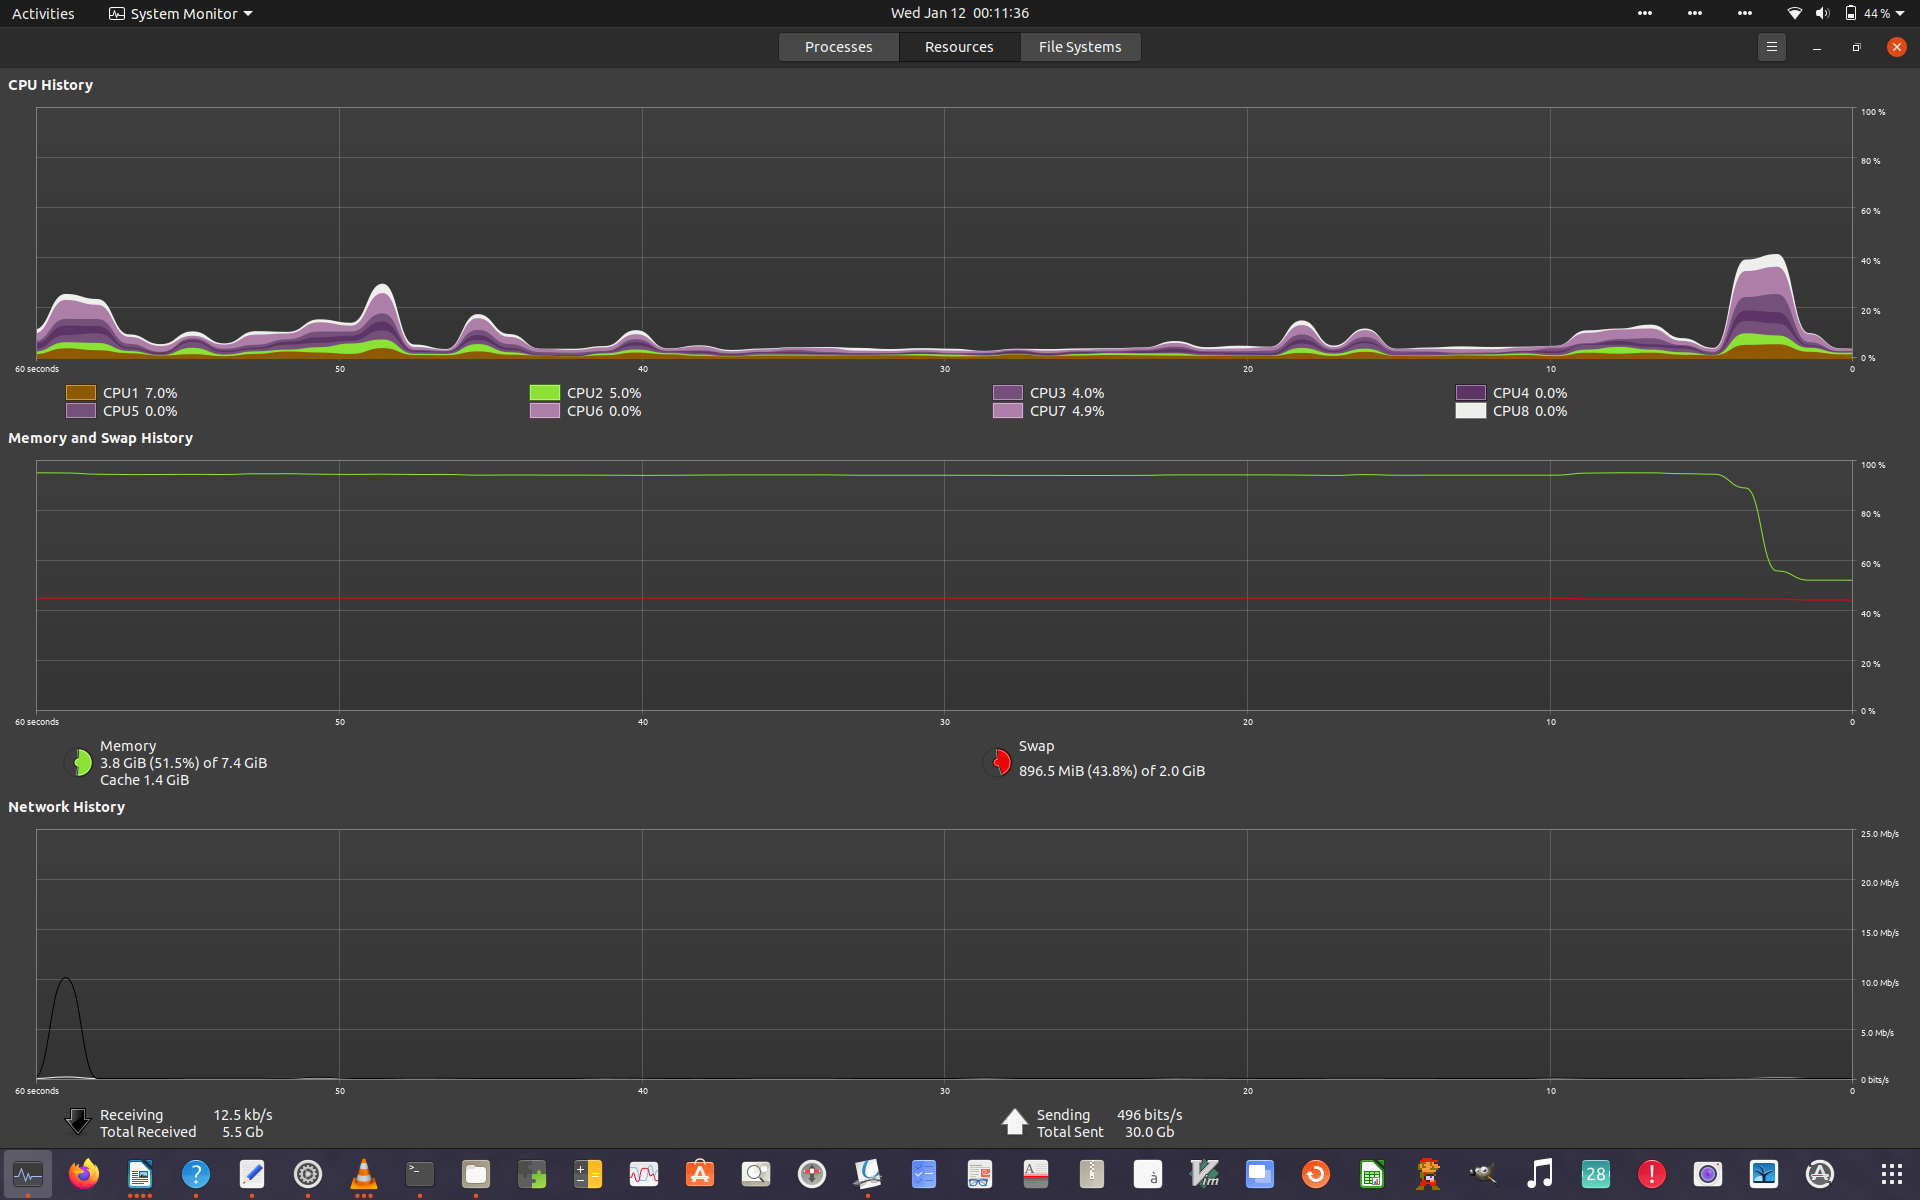 Activities System Monitor Wed Jan 12 00:11:36 44 %
Processes Resources File Systems
CPU History
100 %
80 %
60 %
40 %
20 %
0 %
60 seconds 50 40 30 20 10 0
CPU1 7.0% CPU2 5.0% CPU3 4.0% CPU4 0.0%
CPU5 0.0% CPU6 0.0% CPU7 4.9% CPU8 0.0%
Memory and Swap History
100 %
80 %
60 %
40 %
20 %
0 %
60 seconds 50 40 30 20 10 0
Memory Swap
3.8 GiB (51.5%) of 7.4 GiB 896.5 MiB (43.8%) of 2.0 GiB
Cache 1.4 GiB
Network History
25.0 Mb/s
20.0 Mb/s
15.0 Mb/s
10.0 Mb/s
5.0 Mb/s
0 bits/s
60 seconds 50 40 30 20 10 0
Receiving 12.5 kb/s Sending 496 bits/s
Total Received 5.5 Gb Total Sent 30.0 Gb
? >_ A à Vim 28 !